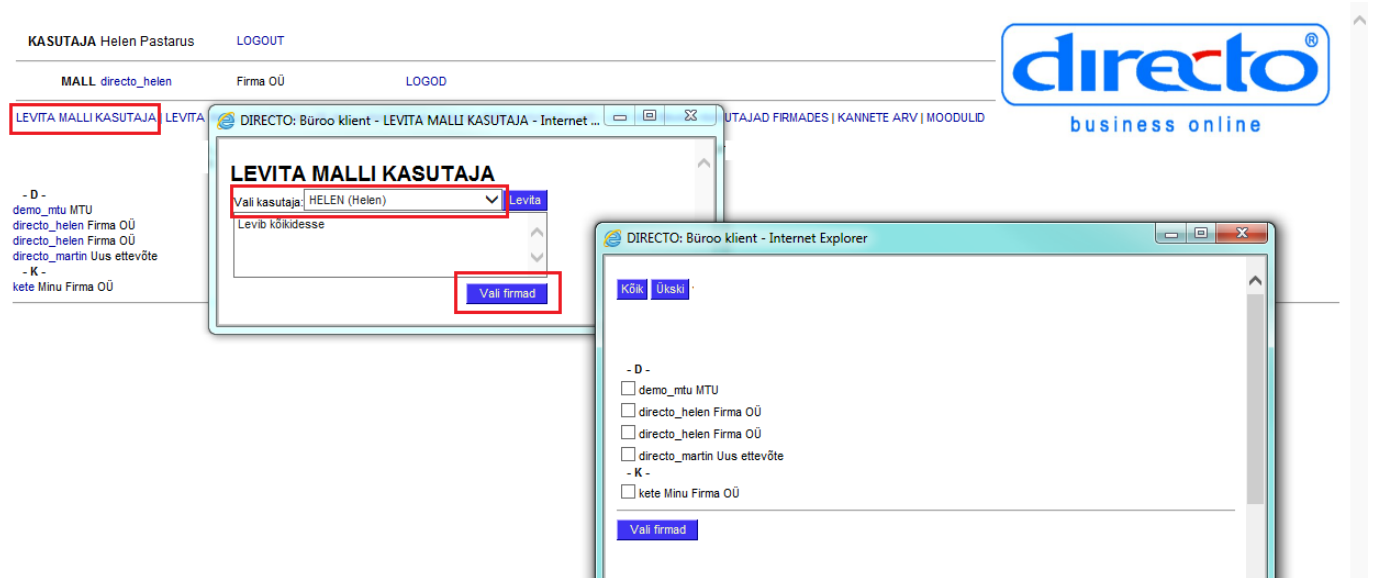 KASUTAJA Helen Pastarus LOGOUT
MALL directo_helen Firma OÜ LOGOD
directo®
business online
LEVITA MALLI KASUTAJA | LEVITA
UTAJAD FIRMADES | KANNETE ARV | MOODULID
- D -
demo_mtu MTU
directo_helen Firma OÜ
directo_helen Firma OÜ
directo_martin Uus ettevõte
- K -
kete Minu Firma OÜ
DIRECTO: Büroo klient - LEVITA MALLI KASUTAJA - Internet ...
LEVITA MALLI KASUTAJA
Vali kasutaja: HELEN (Helen) Levita
Levib kõikidesse
Vali firmad
DIRECTO: Büroo klient - Internet Explorer
Kõik Ükski
- D -
demo_mtu MTU
directo_helen Firma OÜ
directo_helen Firma OÜ
directo_martin Uus ettevõte
- K -
kete Minu Firma OÜ
Vali firmad